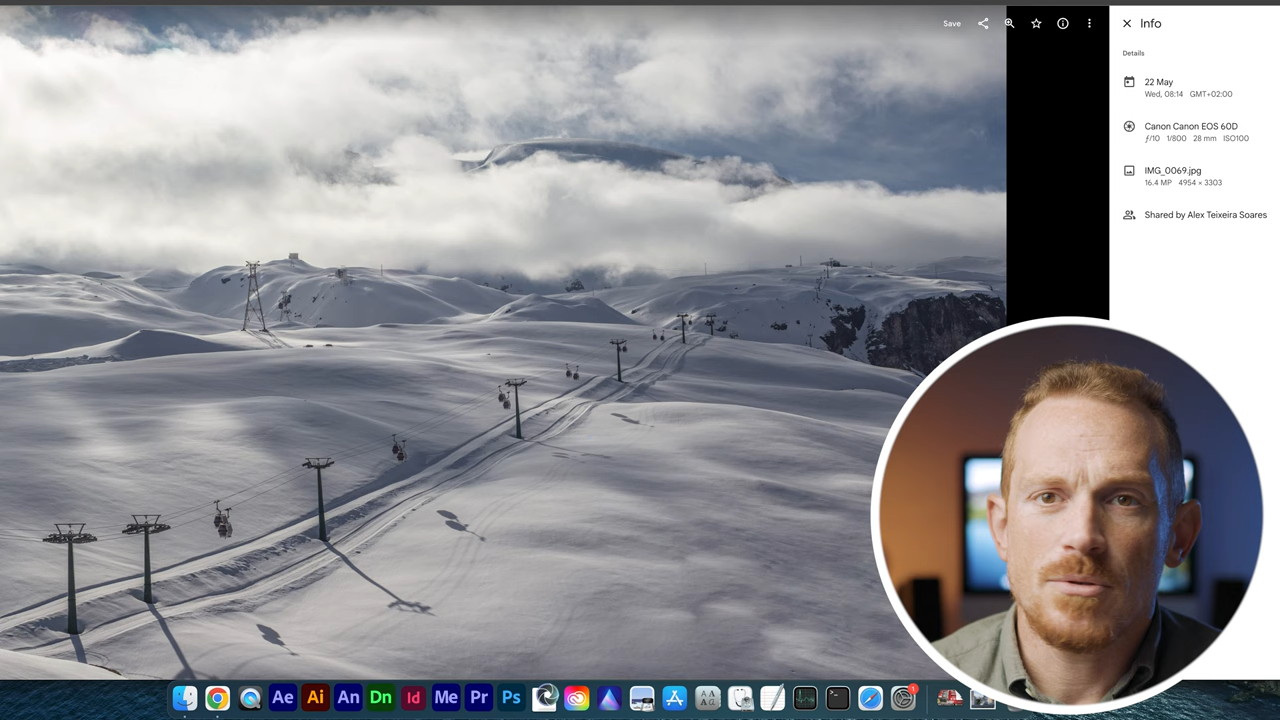 Save
Info
Details
22 May
Wed, 08:14 GMT+02:00
Canon Canon EOS 60D
ƒ/10 1/800 28 mm ISO100
IMG_0069.jpg
16.4 MP 4954 × 3303
Shared by Alex Teixeira Soares
Ae Ai An Dn Id Me Pr Ps
1